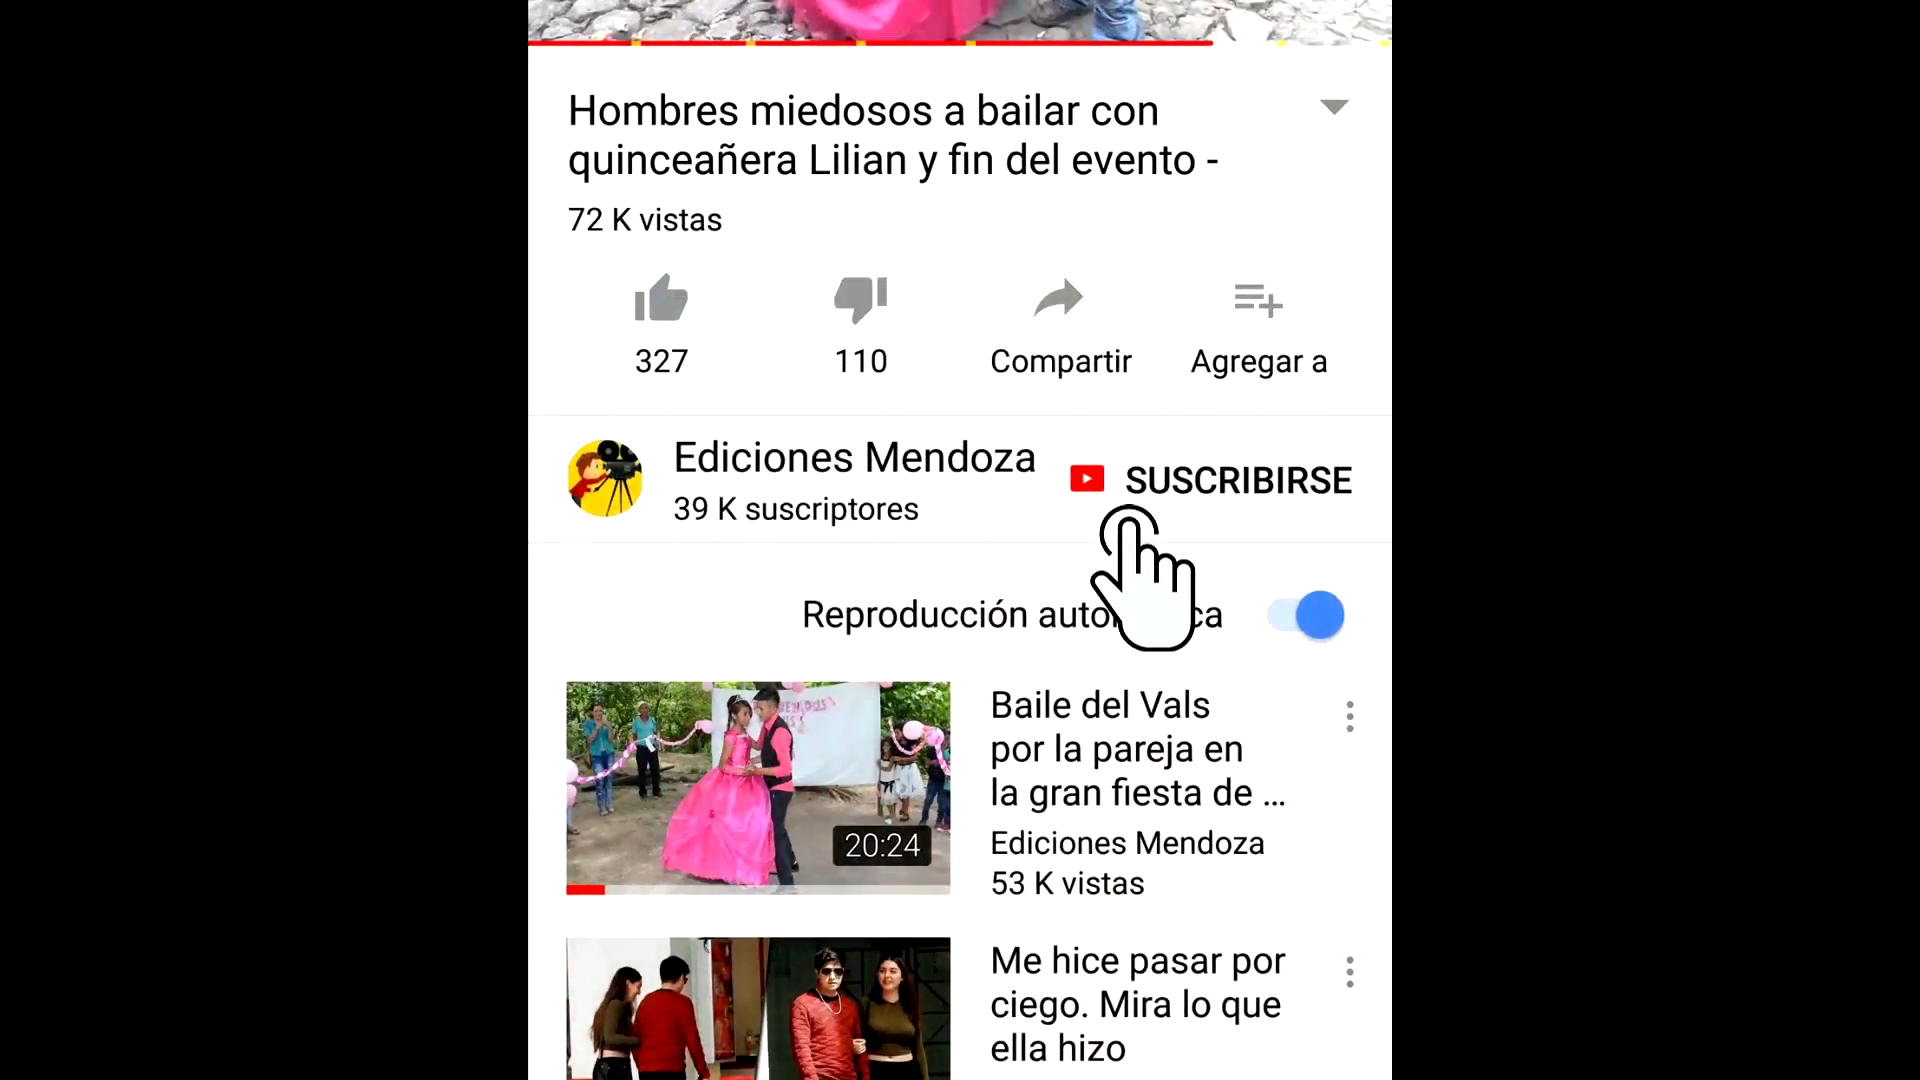 Hombres miedosos a bailar con
quinceañera Lilian y fin del evento -
72 K vistas
327
110
Compartir
Agregar a
Ediciones Mendoza
39 K suscriptores
SUSCRIBIRSE
Reproducción
20:24
Baile del Vals
por la pareja en
la gran fiesta de ...
Ediciones Mendoza
53 K vistas
Me hice pasar por
ciego. Mira lo que
ella hizo